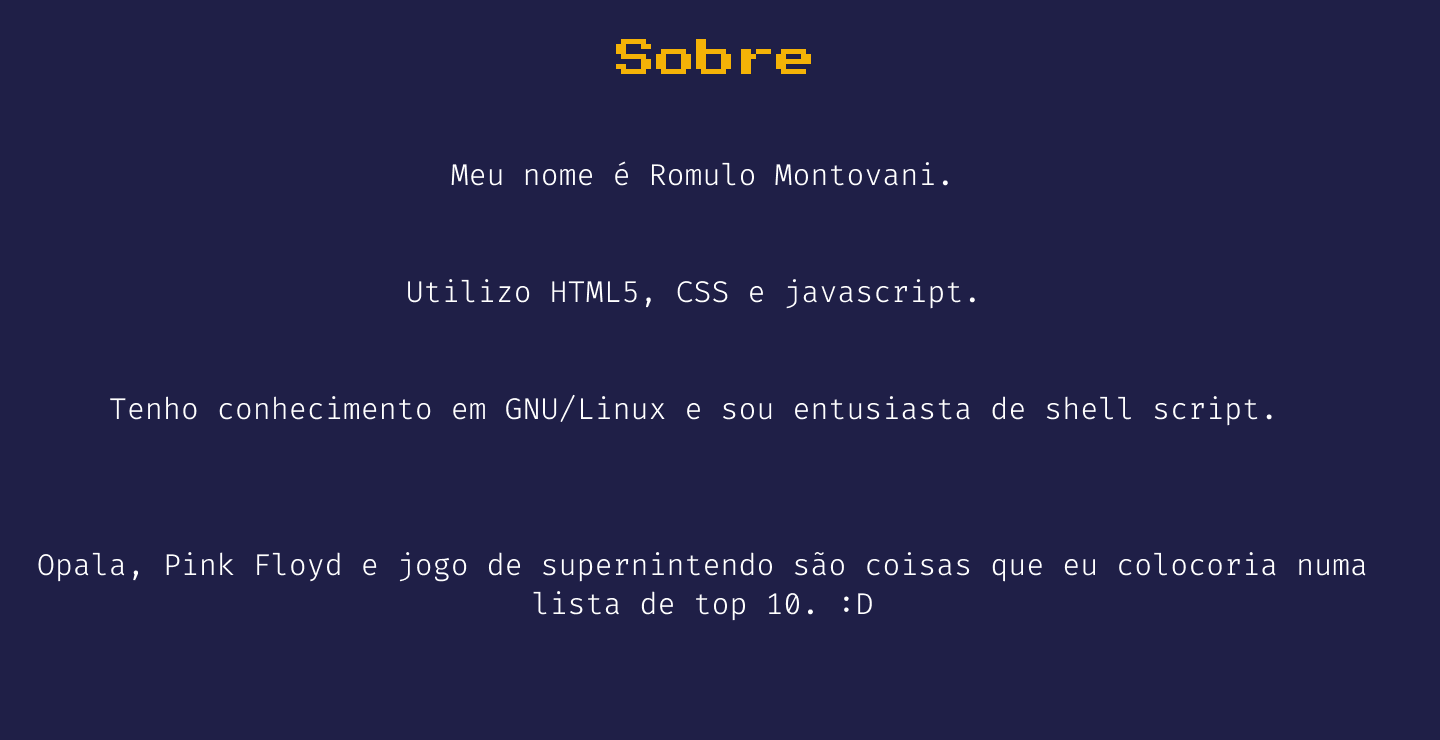 Sobre
Meu nome é Romulo Montovani.
Utilizo HTML5, CSS e javascript.
Tenho conhecimento em GNU/Linux e sou entusiasta de shell script.
Opala, Pink Floyd e jogo de supernintendo são coisas que eu colocoria numa
lista de top 10. :D